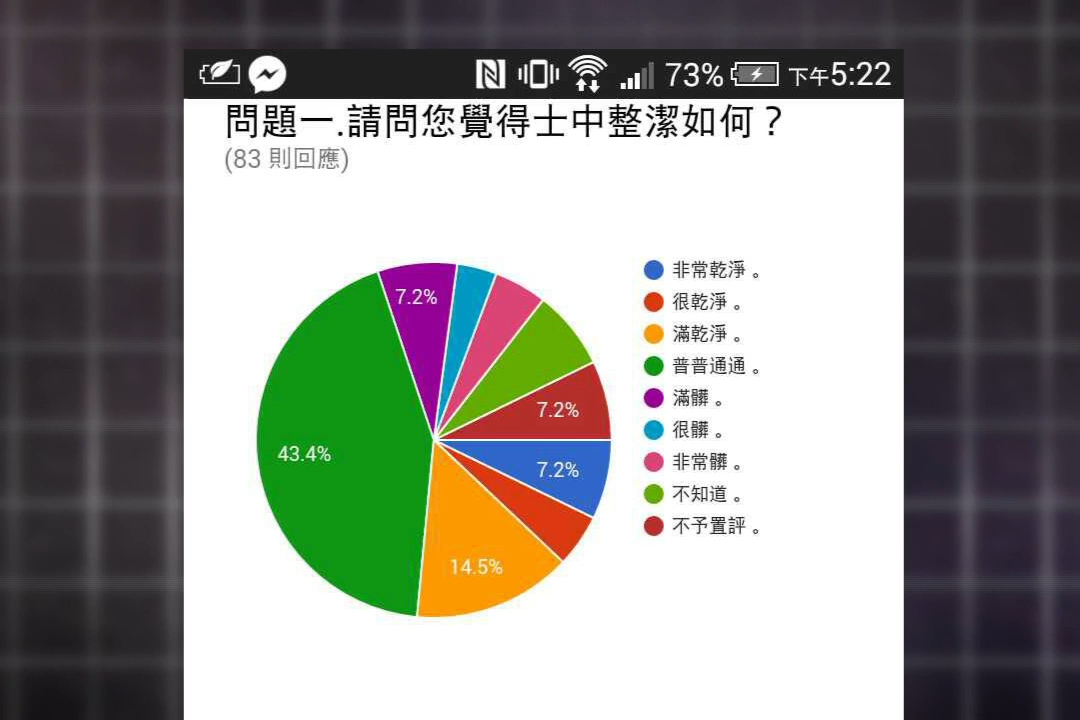 73% 下午5:22
問題一.請問您覺得士中整潔如何？
(83 則回應)
非常乾淨。
很乾淨。
滿乾淨。
普普通通。
滿髒。
很髒。
非常髒。
不知道。
不予置評。
7.2%
7.2%
43.4%
7.2%
14.5%